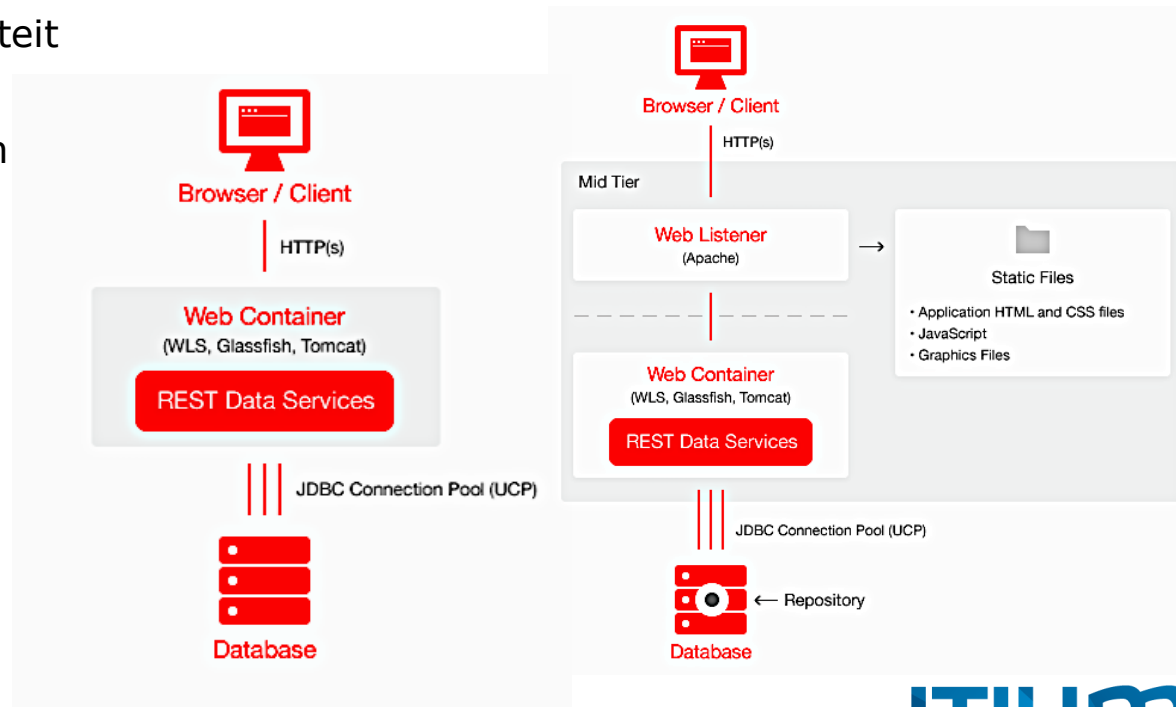 teit
n
Browser / Client
HTTP(s)
Web Container
(WLS, Glassfish, Tomcat)
REST Data Services
JDBC Connection Pool (UCP)
Database
Browser / Client
HTTP(s)
Mid Tier
Web Listener
(Apache)
Static Files
• Application HTML and CSS files
• JavaScript
• Graphics Files
Web Container
(WLS, Glassfish, Tomcat)
REST Data Services
JDBC Connection Pool (UCP)
Repository
Database